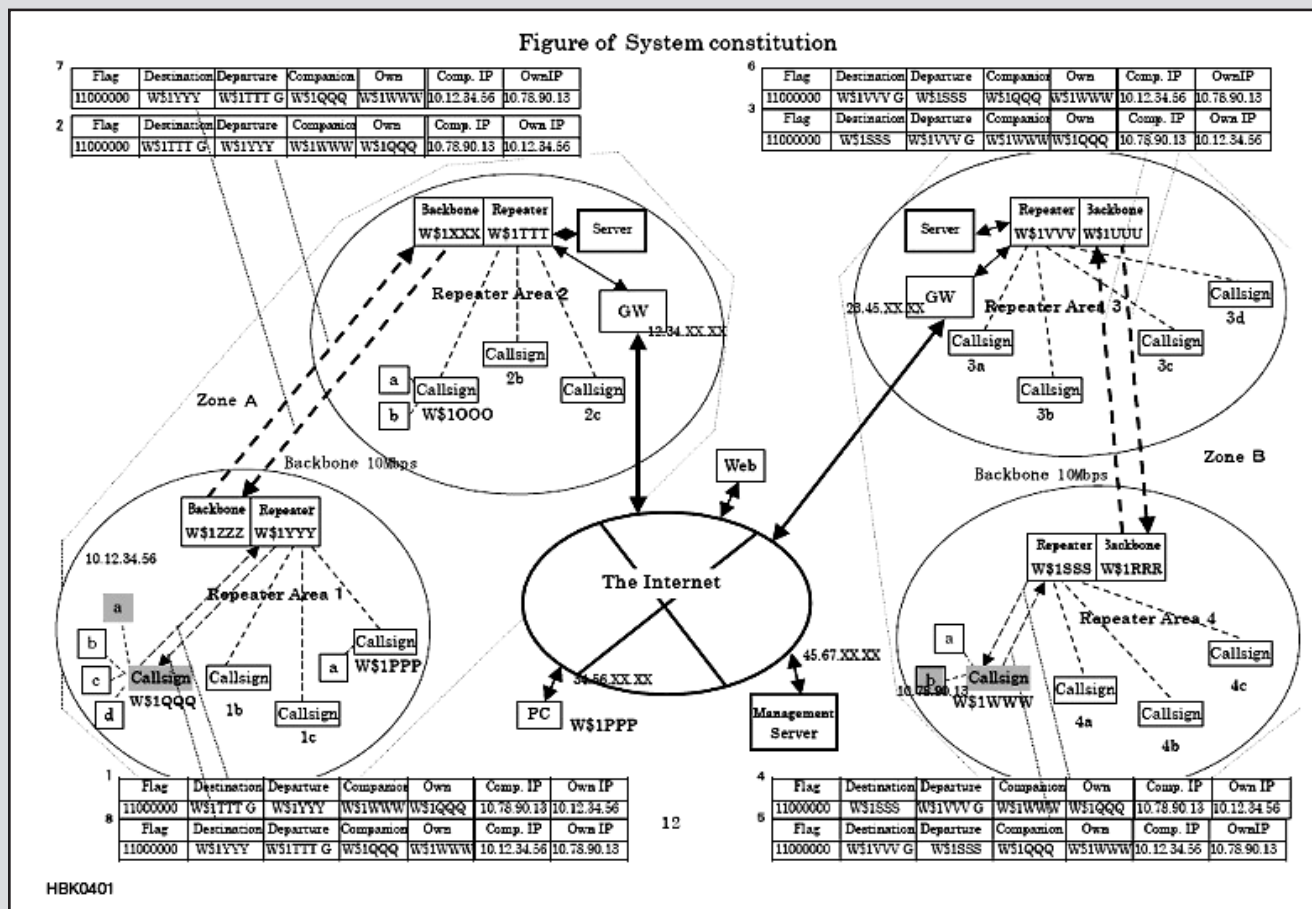 Figure of System constitution
7
Flag Destination Departure Companion Own Comp. IP OwnIP
11000000 W$1YYY W$1TTT G W$1QQQ W$1WWW 10.12.34.56 10.78.90.13
2
Flag Destination Departure Companion Own Comp. IP Own IP
11000000 W$1TTT G W$1YYY W$1WWW W$1QQQ 10.78.90.13 10.12.34.56
6
Flag Destination Departure Companion Own Comp. IP OwnIP
11000000 W$1VVV G W$1SSS W$1QQQ W$1WWW 10.12.34.56 10.78.90.13
3
Flag Destination Departure Companion Own Comp. IP Own IP
11000000 W$1SSS W$1VVV G W$1WWW W$1QQQ 10.78.90.13 10.12.34.56
Backbone Repeater
W$1XXX W$1TTT
Server
Repeater Area 2
GW
12.34.XX.XX
Callsign
2b
a
b
Callsign
W$1OOO
Callsign
2c
Zone A
Backbone 10Mbps
Server
Repeater Backbone
W$1VVV W$1UUU
GW
23.45.XX.XX
Repeater Area 3
Callsign
3d
Callsign
3a
Callsign
3c
Callsign
3b
Zone B
Backbone 10Mbps
Web
The Internet
34.56.XX.XX
45.67.XX.XX
PC
W$1PPP
Management
Server
Backbone Repeater
W$1ZZZ W$1YYY
10.12.34.56
Repeater Area 1
a
b
c
d
Callsign
W$1QQQ
Callsign
1b
Callsign
1c
Callsign
a
W$1PPP
Repeater Backbone
W$1SSS W$1RRR
Repeater Area 4
a
b
10.78.90.13
Callsign
W$1WWW
Callsign
4a
Callsign
4b
Callsign
4c
1
Flag Destination Departure Companion Own Comp. IP Own IP
11000000 W$1TTT G W$1YYY W$1WWW W$1QQQ 10.78.90.13 10.12.34.56
8
Flag Destination Departure Companion Own Comp. IP Own IP
11000000 W$1YYY W$1TTT G W$1QQQ W$1WWW 10.12.34.56 10.78.90.13
12
4
Flag Destination Departure Companion Own Comp. IP Own IP
11000000 W$1SSS W$1VVV G W$1WWW W$1QQQ 10.78.90.13 10.12.34.56
5
Flag Destination Departure Companion Own Comp. IP OwnIP
11000000 W$1VVV G W$1SSS W$1QQQ W$1WWW 10.12.34.56 10.78.90.13
HBK0401